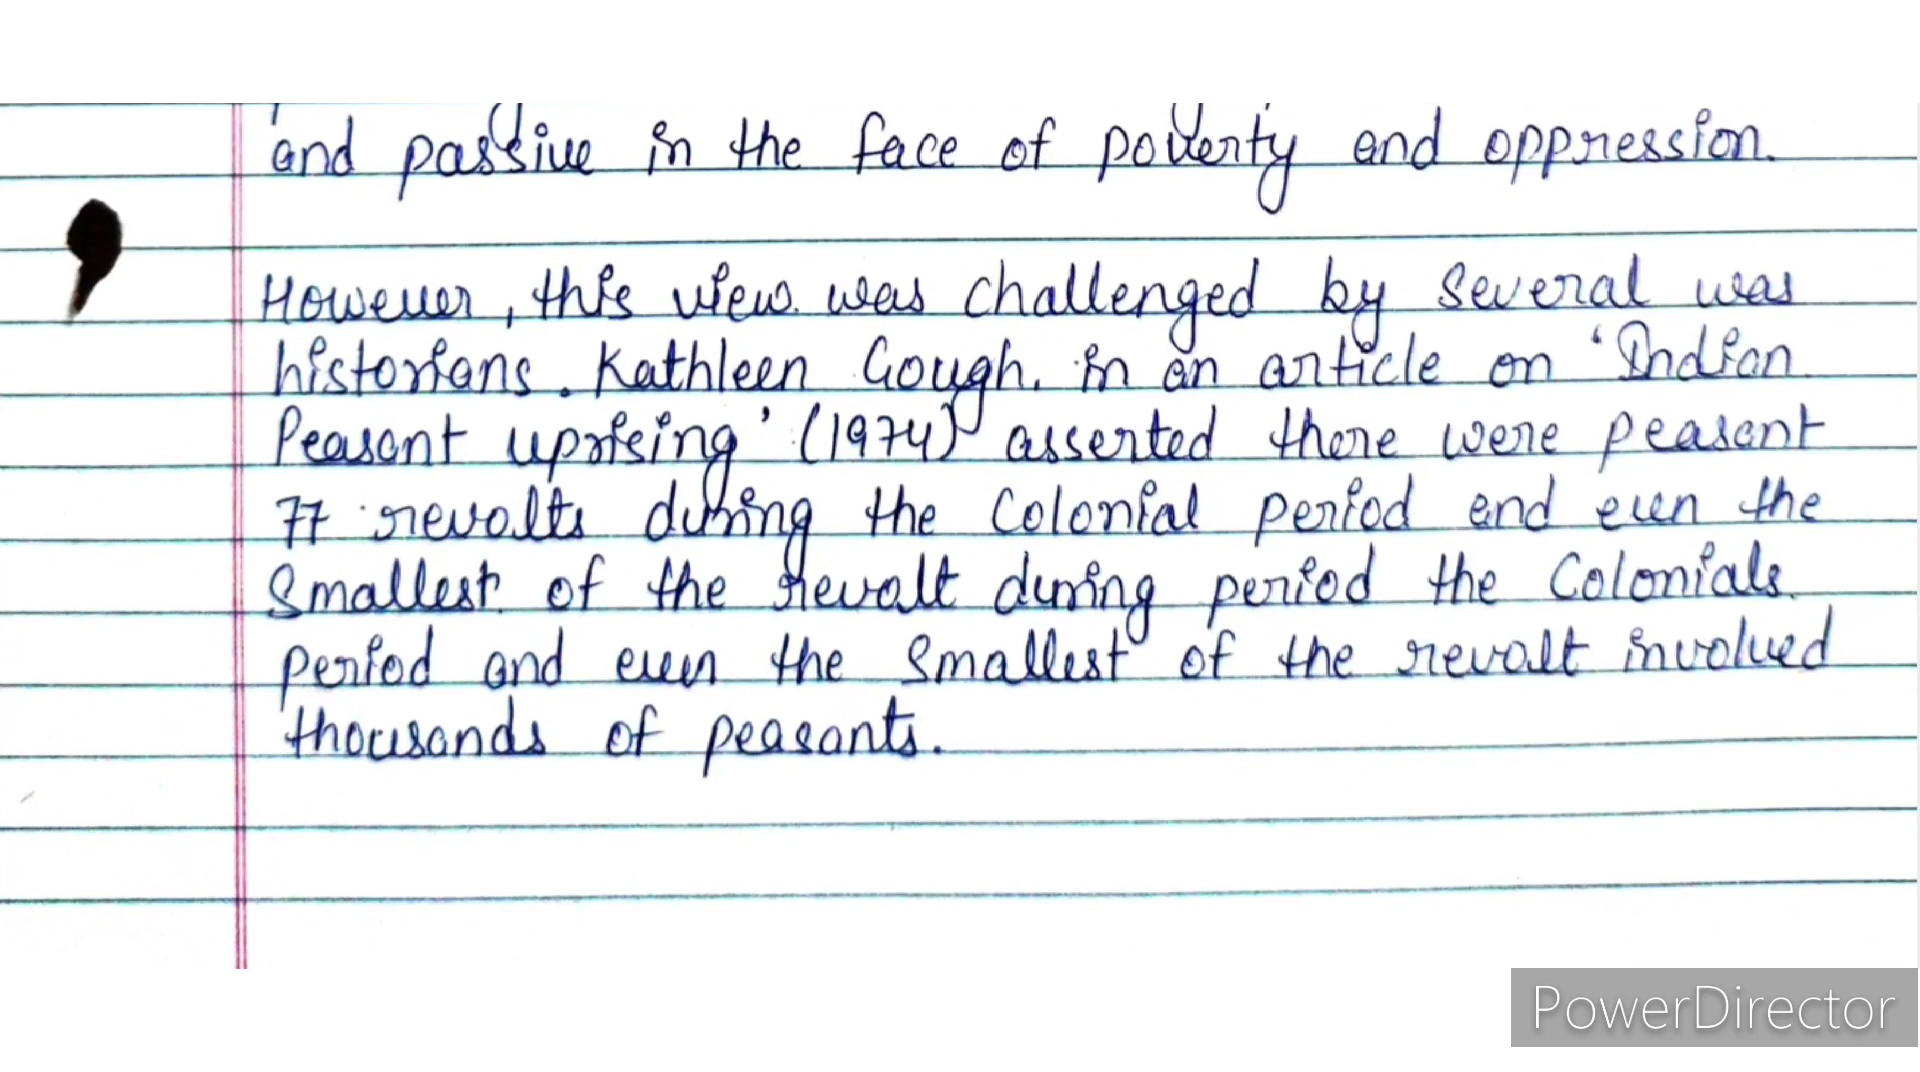 and passive in the face of poverty and oppression.
However, this view was challenged by several was
historians. Kathleen Gough. in an article on 'Indian
Peasant uprising' (1974) asserted there were peasant
77 revolts during the Colonial period and even the
Smallest of the revolt during period the Colonials
period and even the Smallest of the revolt involved
thousands of peasants.
PowerDirector